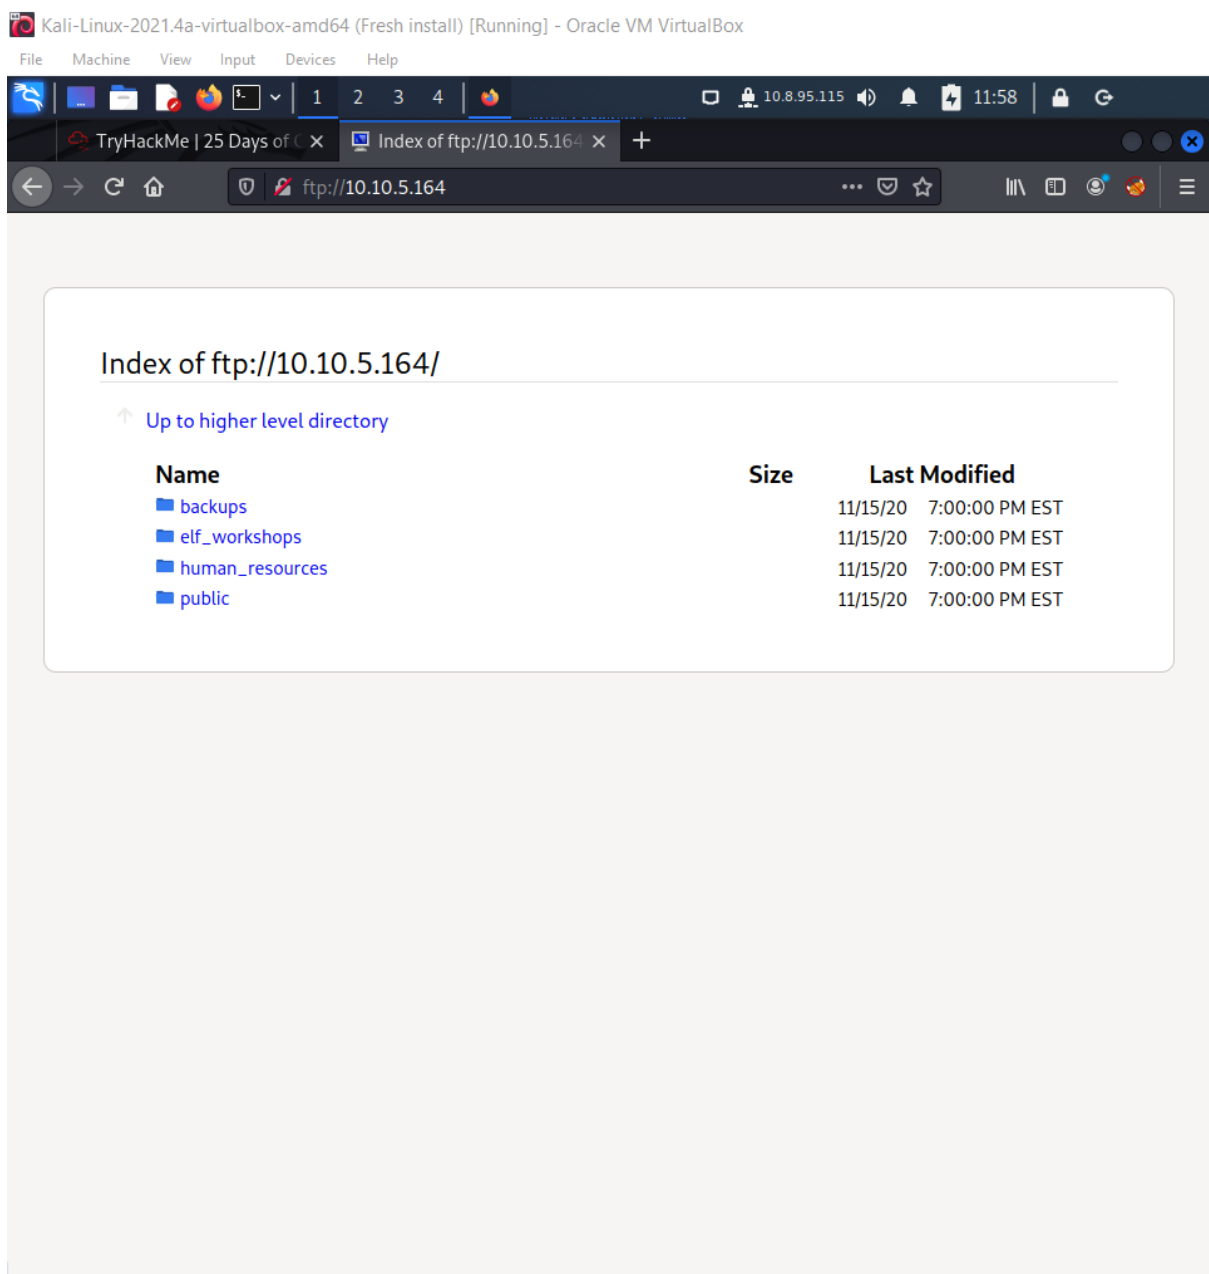 Kali-Linux-2021.4a-virtualbox-amd64 (Fresh install) [Running] - Oracle VM VirtualBox
File Machine View Input Devices Help
1 2 3 4 10.8.95.115 11:58
TryHackMe | 25 Days of Index of ftp://10.10.5.164
ftp://10.10.5.164
Index of ftp://10.10.5.164/
Up to higher level directory
Name Size Last Modified
backups 11/15/20 7:00:00 PM EST
elf_workshops 11/15/20 7:00:00 PM EST
human_resources 11/15/20 7:00:00 PM EST
public 11/15/20 7:00:00 PM EST